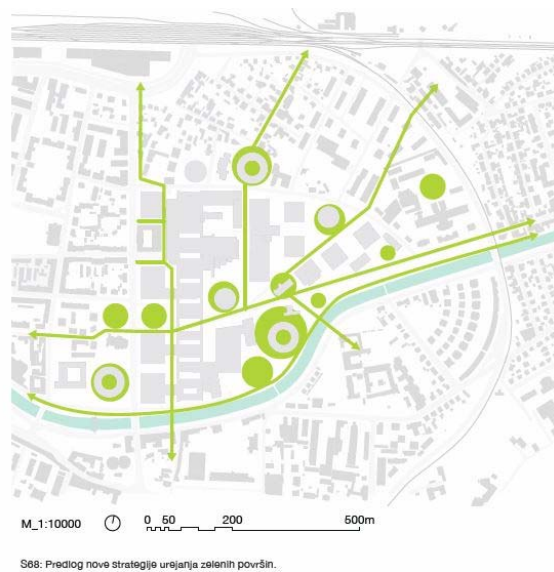 M_1:10000 0 50 200 500m
S68: Predlog nove strategije urejanja zelenih površin.